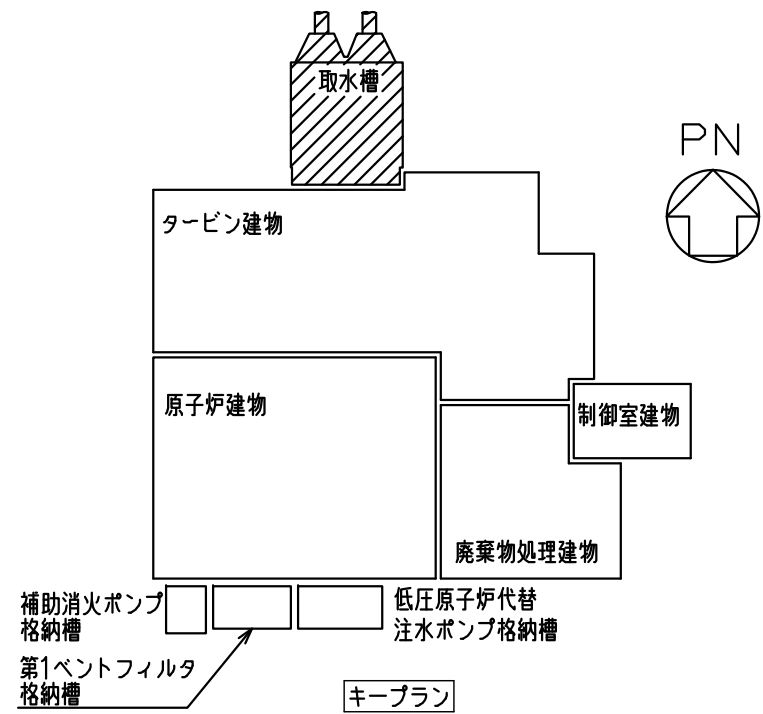 取水槽
PN
タービン建物
原子炉建物
制御室建物
廃棄物処理建物
補助消火ポンプ
格納槽
低圧原子炉代替
注水ポンプ格納槽
第1ベントフィルタ
格納槽
キープラン